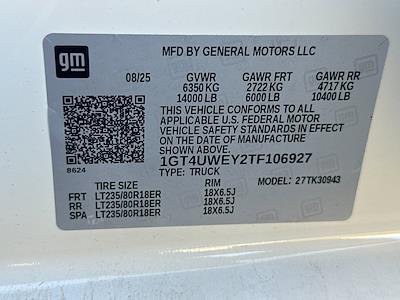 gm
MFD BY GENERAL MOTORS LLC
08/25 GVWR GAWR FRT GAWR RR
6350 KG 2722 KG 4717 KG
14000 LB 6000 LB 10400 LB
THIS VEHICLE CONFORMS TO ALL
APPLICABLE U.S. FEDERAL MOTOR
VEHICLE SAFETY STANDARDS IN
EFFECT ON THE DATE OF
MANUFACTURE SHOWN ABOVE.
8624 1GT4UWEY2TF106927
TYPE: TRUCK
TIRE SIZE RIM MODEL: 27TK30943
FRT LT235/80R18ER 18X6.5J
RR LT235/80R18ER 18X6.5J
SPA LT235/80R18ER 18X6.5J